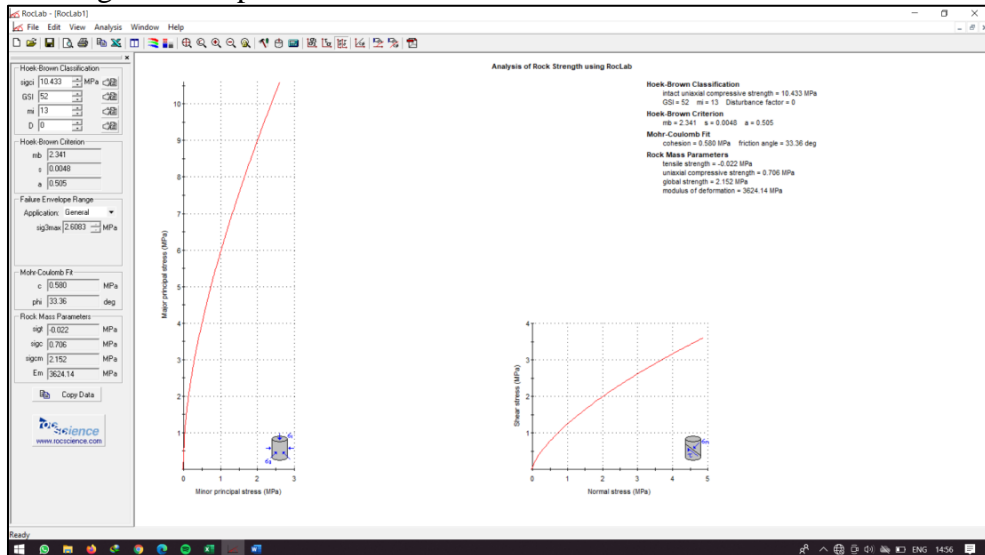 RocLab - [RocLab1]
File Edit View Analysis Window Help
Hoek-Brown Classification
sigci 10.433 MPa
GSI 52
mi 13
D 0
Hoek-Brown Criterion
mb 2.341
s 0.0048
a 0.505
Failure Envelope Range
Application: General
sig3max 2.6083 MPa
Mohr-Coulomb Fit
c 0.580 MPa
phi 33.36 deg
Rock Mass Parameters
sigt -0.022 MPa
sigc 0.706 MPa
sigcm 2.152 MPa
Em 3624.14 MPa
Copy Data
rocscience
www.rocscience.com
Analysis of Rock Strength using RocLab
Hoek-Brown Classification
intact uniaxial compressive strength = 10.433 MPa
GSI = 52 mi = 13 Disturbance factor = 0
Hoek-Brown Criterion
mb = 2.341 s = 0.0048 a = 0.505
Mohr-Coulomb Fit
cohesion = 0.580 MPa friction angle = 33.36 deg
Rock Mass Parameters
tensile strength = -0.022 MPa
uniaxial compressive strength = 0.706 MPa
global strength = 2.152 MPa
modulus of deformation = 3624.14 MPa
Major principal stress (MPa)
10
9
8
7
6
5
4
3
2
1
0 1 2 3
Minor principal stress (MPa)
Shear stress (MPa)
4
3
2
1
0 1 2 3 4 5
Normal stress (MPa)
Ready
ENG 14:56